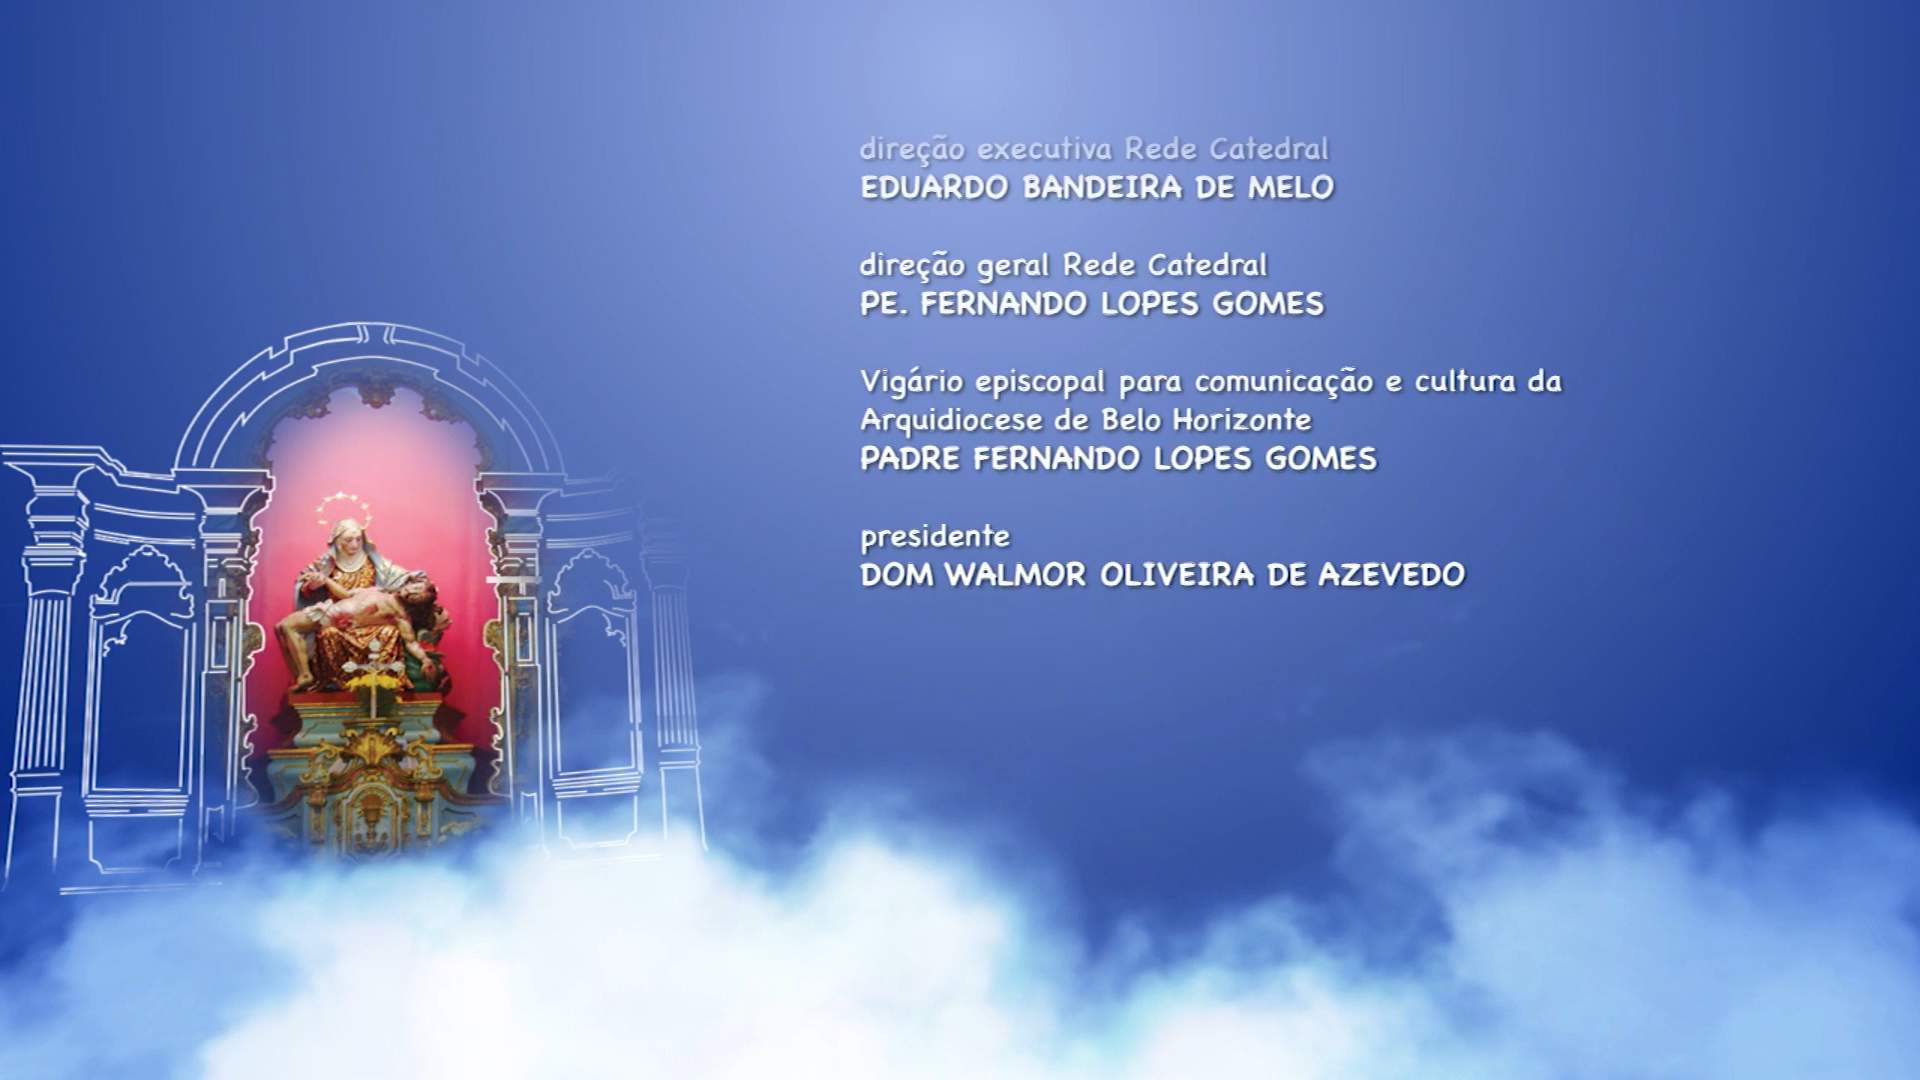 direção executiva Rede Catedral
EDUARDO BANDEIRA DE MELO
direção geral Rede Catedral
PE. FERNANDO LOPES GOMES
Vigário episcopal para comunicação e cultura da
Arquidiocese de Belo Horizonte
PADRE FERNANDO LOPES GOMES
presidente
DOM WALMOR OLIVEIRA DE AZEVEDO